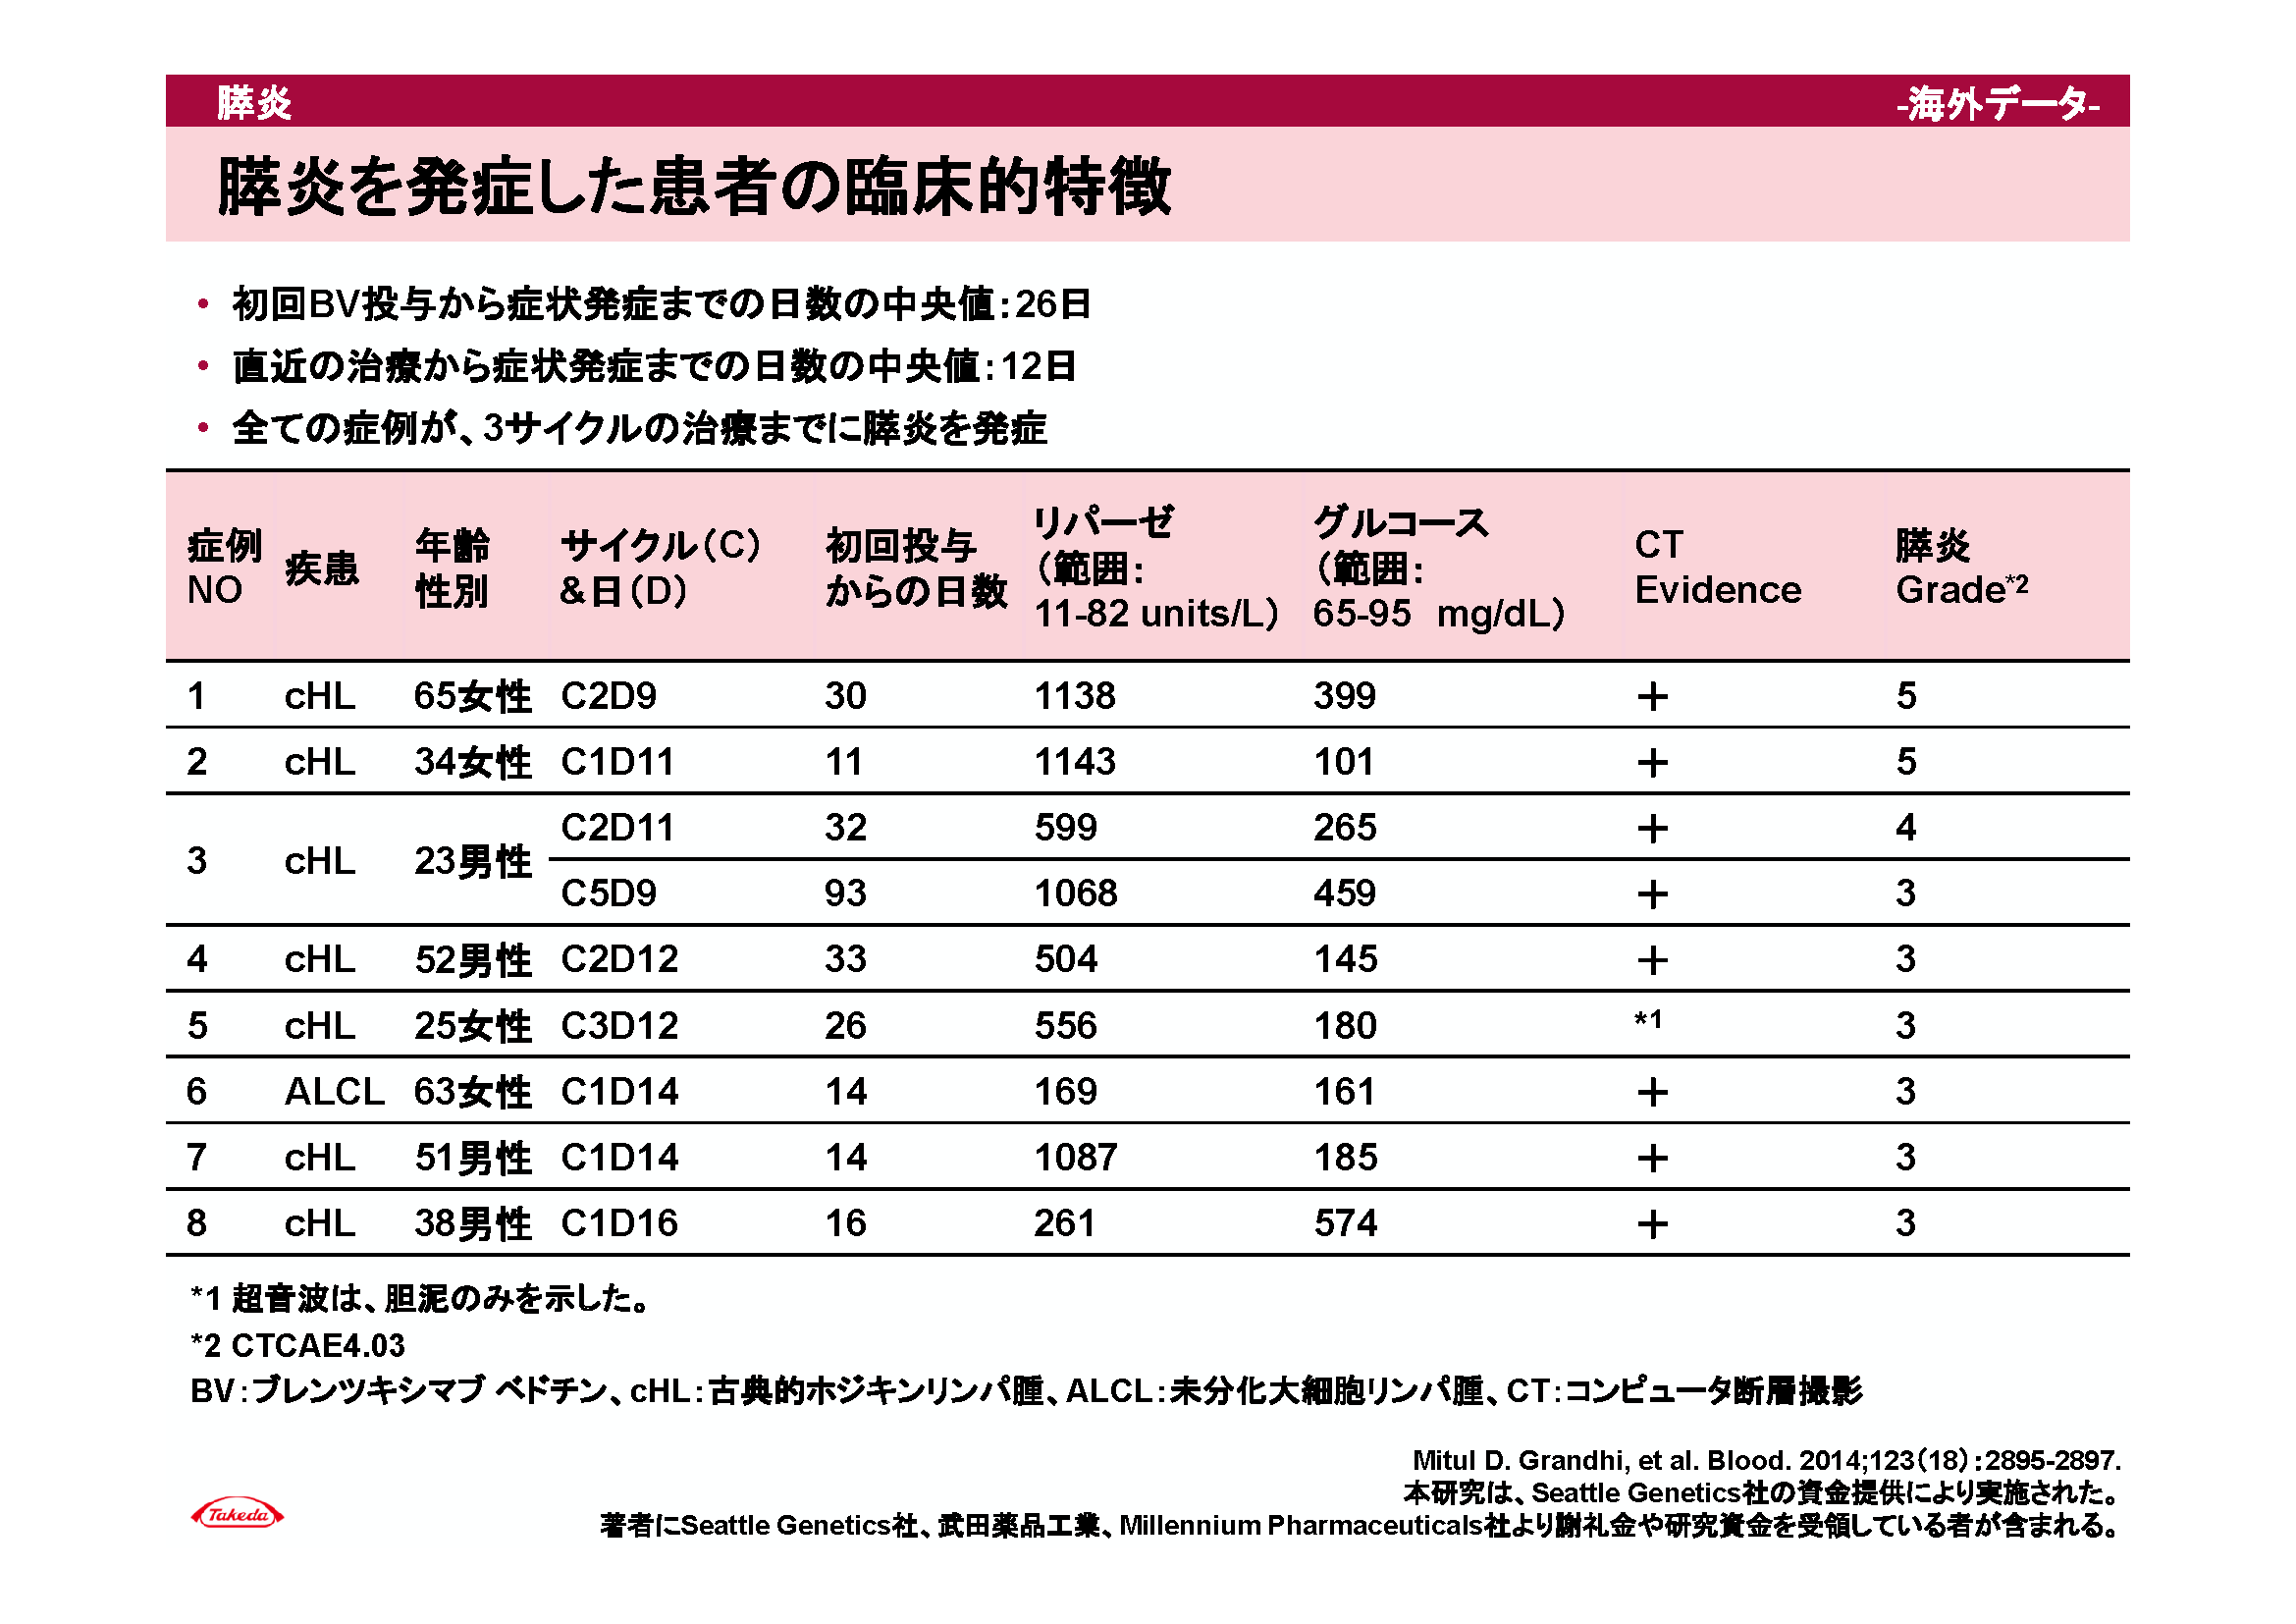 膵炎
-海外データ-
膵炎を発症した患者の臨床的特徴
• 初回BV投与から症状発症までの日数の中央値：26日
• 直近の治療から症状発症までの日数の中央値：12日
• 全ての症例が、3サイクルの治療までに膵炎を発症
症例NO 疾患 年齢性別 サイクル（C）&日（D） 初回投与からの日数 リパーゼ（範囲：11-82 units/L） グルコース（範囲：65-95 mg/dL） CT Evidence 膵炎Grade*2
1 cHL 65女性 C2D9 30 1138 399 ＋ 5
2 cHL 34女性 C1D11 11 1143 101 ＋ 5
3 cHL 23男性 C2D11 32 599 265 ＋ 4
C5D9 93 1068 459 ＋ 3
4 cHL 52男性 C2D12 33 504 145 ＋ 3
5 cHL 25女性 C3D12 26 556 180 *1 3
6 ALCL 63女性 C1D14 14 169 161 ＋ 3
7 cHL 51男性 C1D14 14 1087 185 ＋ 3
8 cHL 38男性 C1D16 16 261 574 ＋ 3
*1 超音波は、胆泥のみを示した。
*2 CTCAE4.03
BV：ブレンツキシマブ ベドチン、cHL：古典的ホジキンリンパ腫、ALCL：未分化大細胞リンパ腫、CT：コンピュータ断層撮影
Mitul D. Grandhi, et al. Blood. 2014;123（18）：2895-2897.
本研究は、Seattle Genetics社の資金提供により実施された。
著者にSeattle Genetics社、武田薬品工業、Millennium Pharmaceuticals社より謝礼金や研究資金を受領している者が含まれる。
Takeda